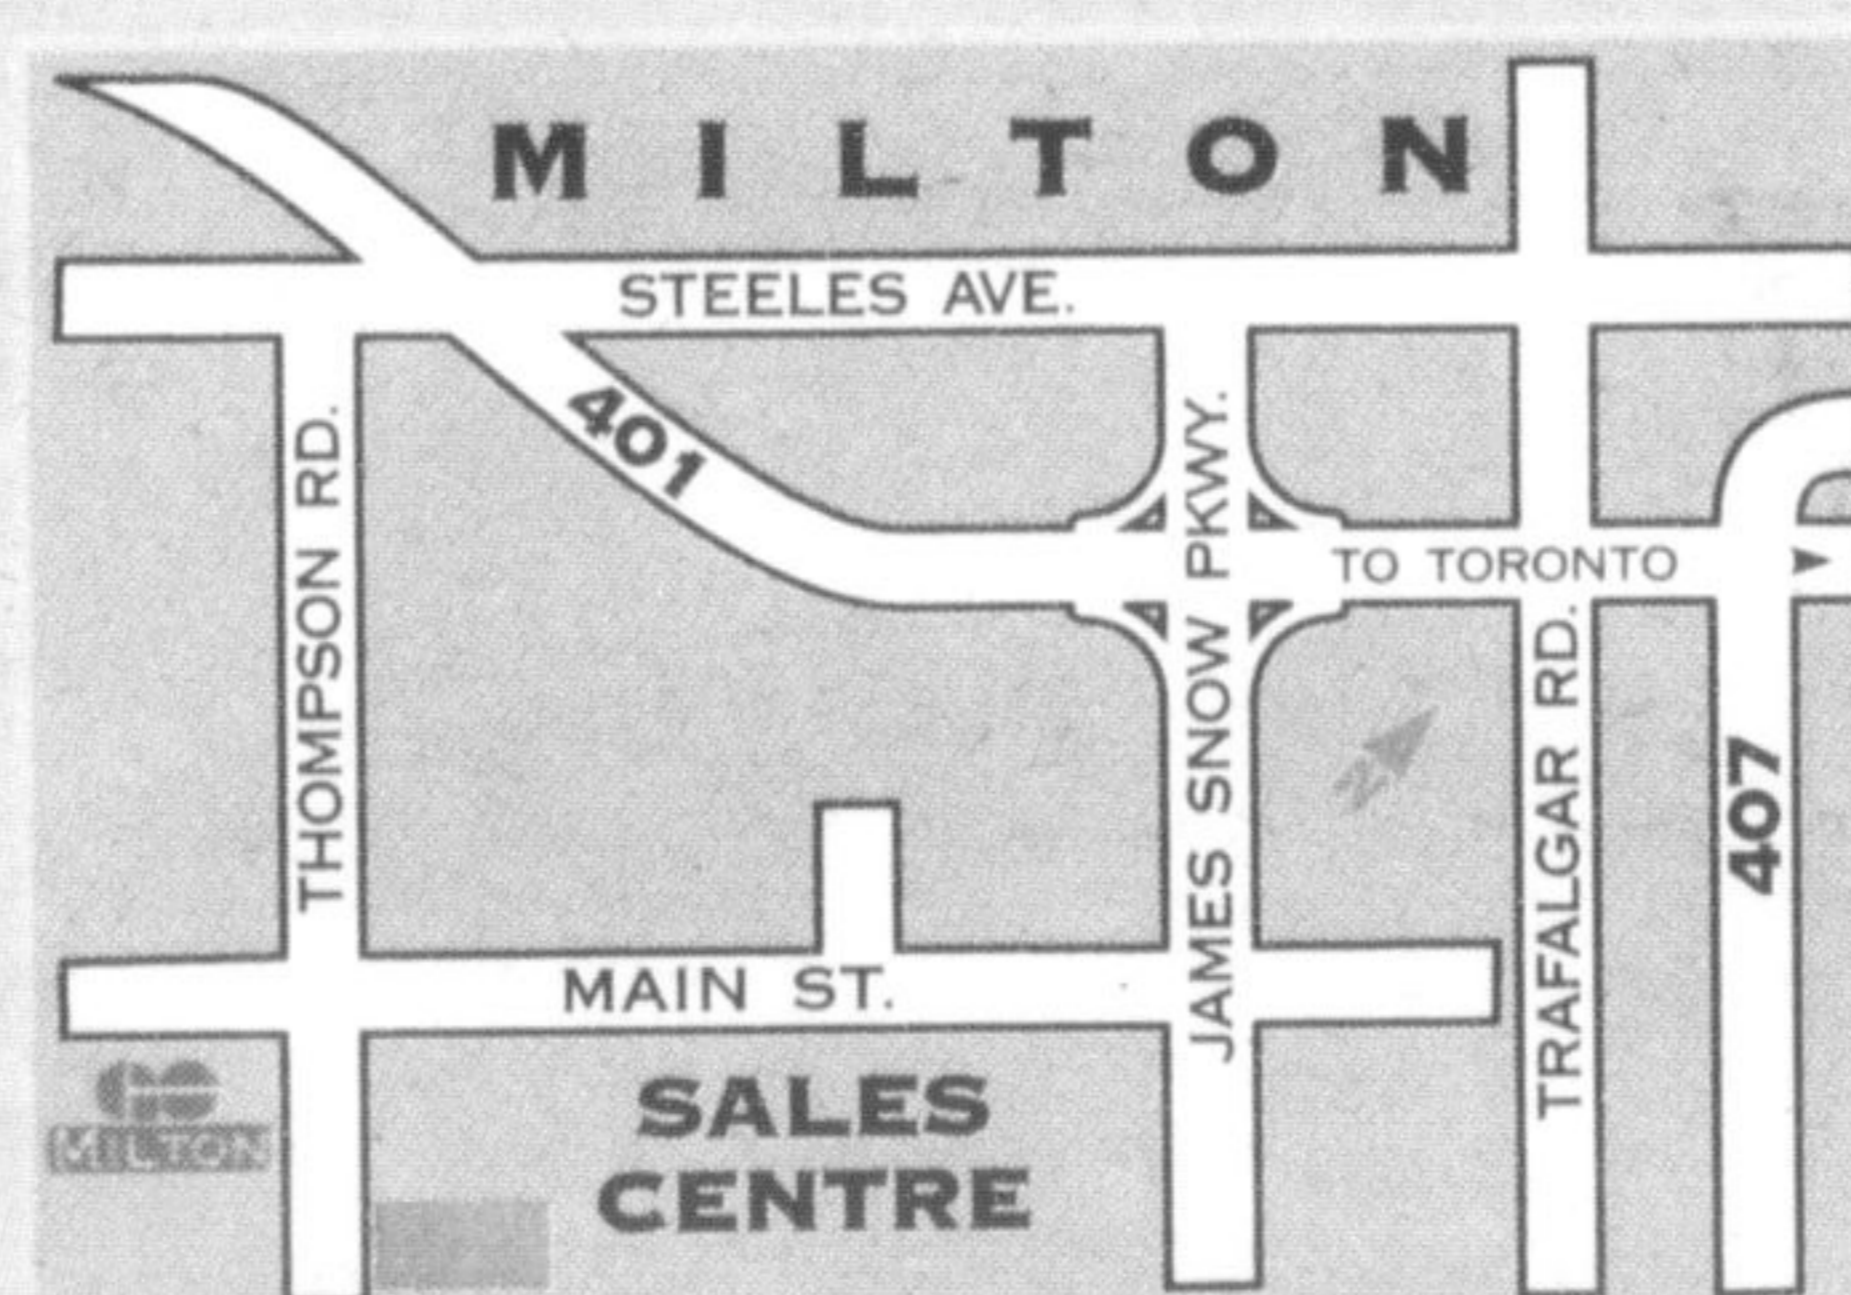 MILTON
STEELES AVE.
401
THOMPSON RD.
JAMES SNOW PKWY.
TO TORONTO
TRAFALGAR RD.
407
N
MAIN ST.
GO
MILTON
SALES
CENTRE